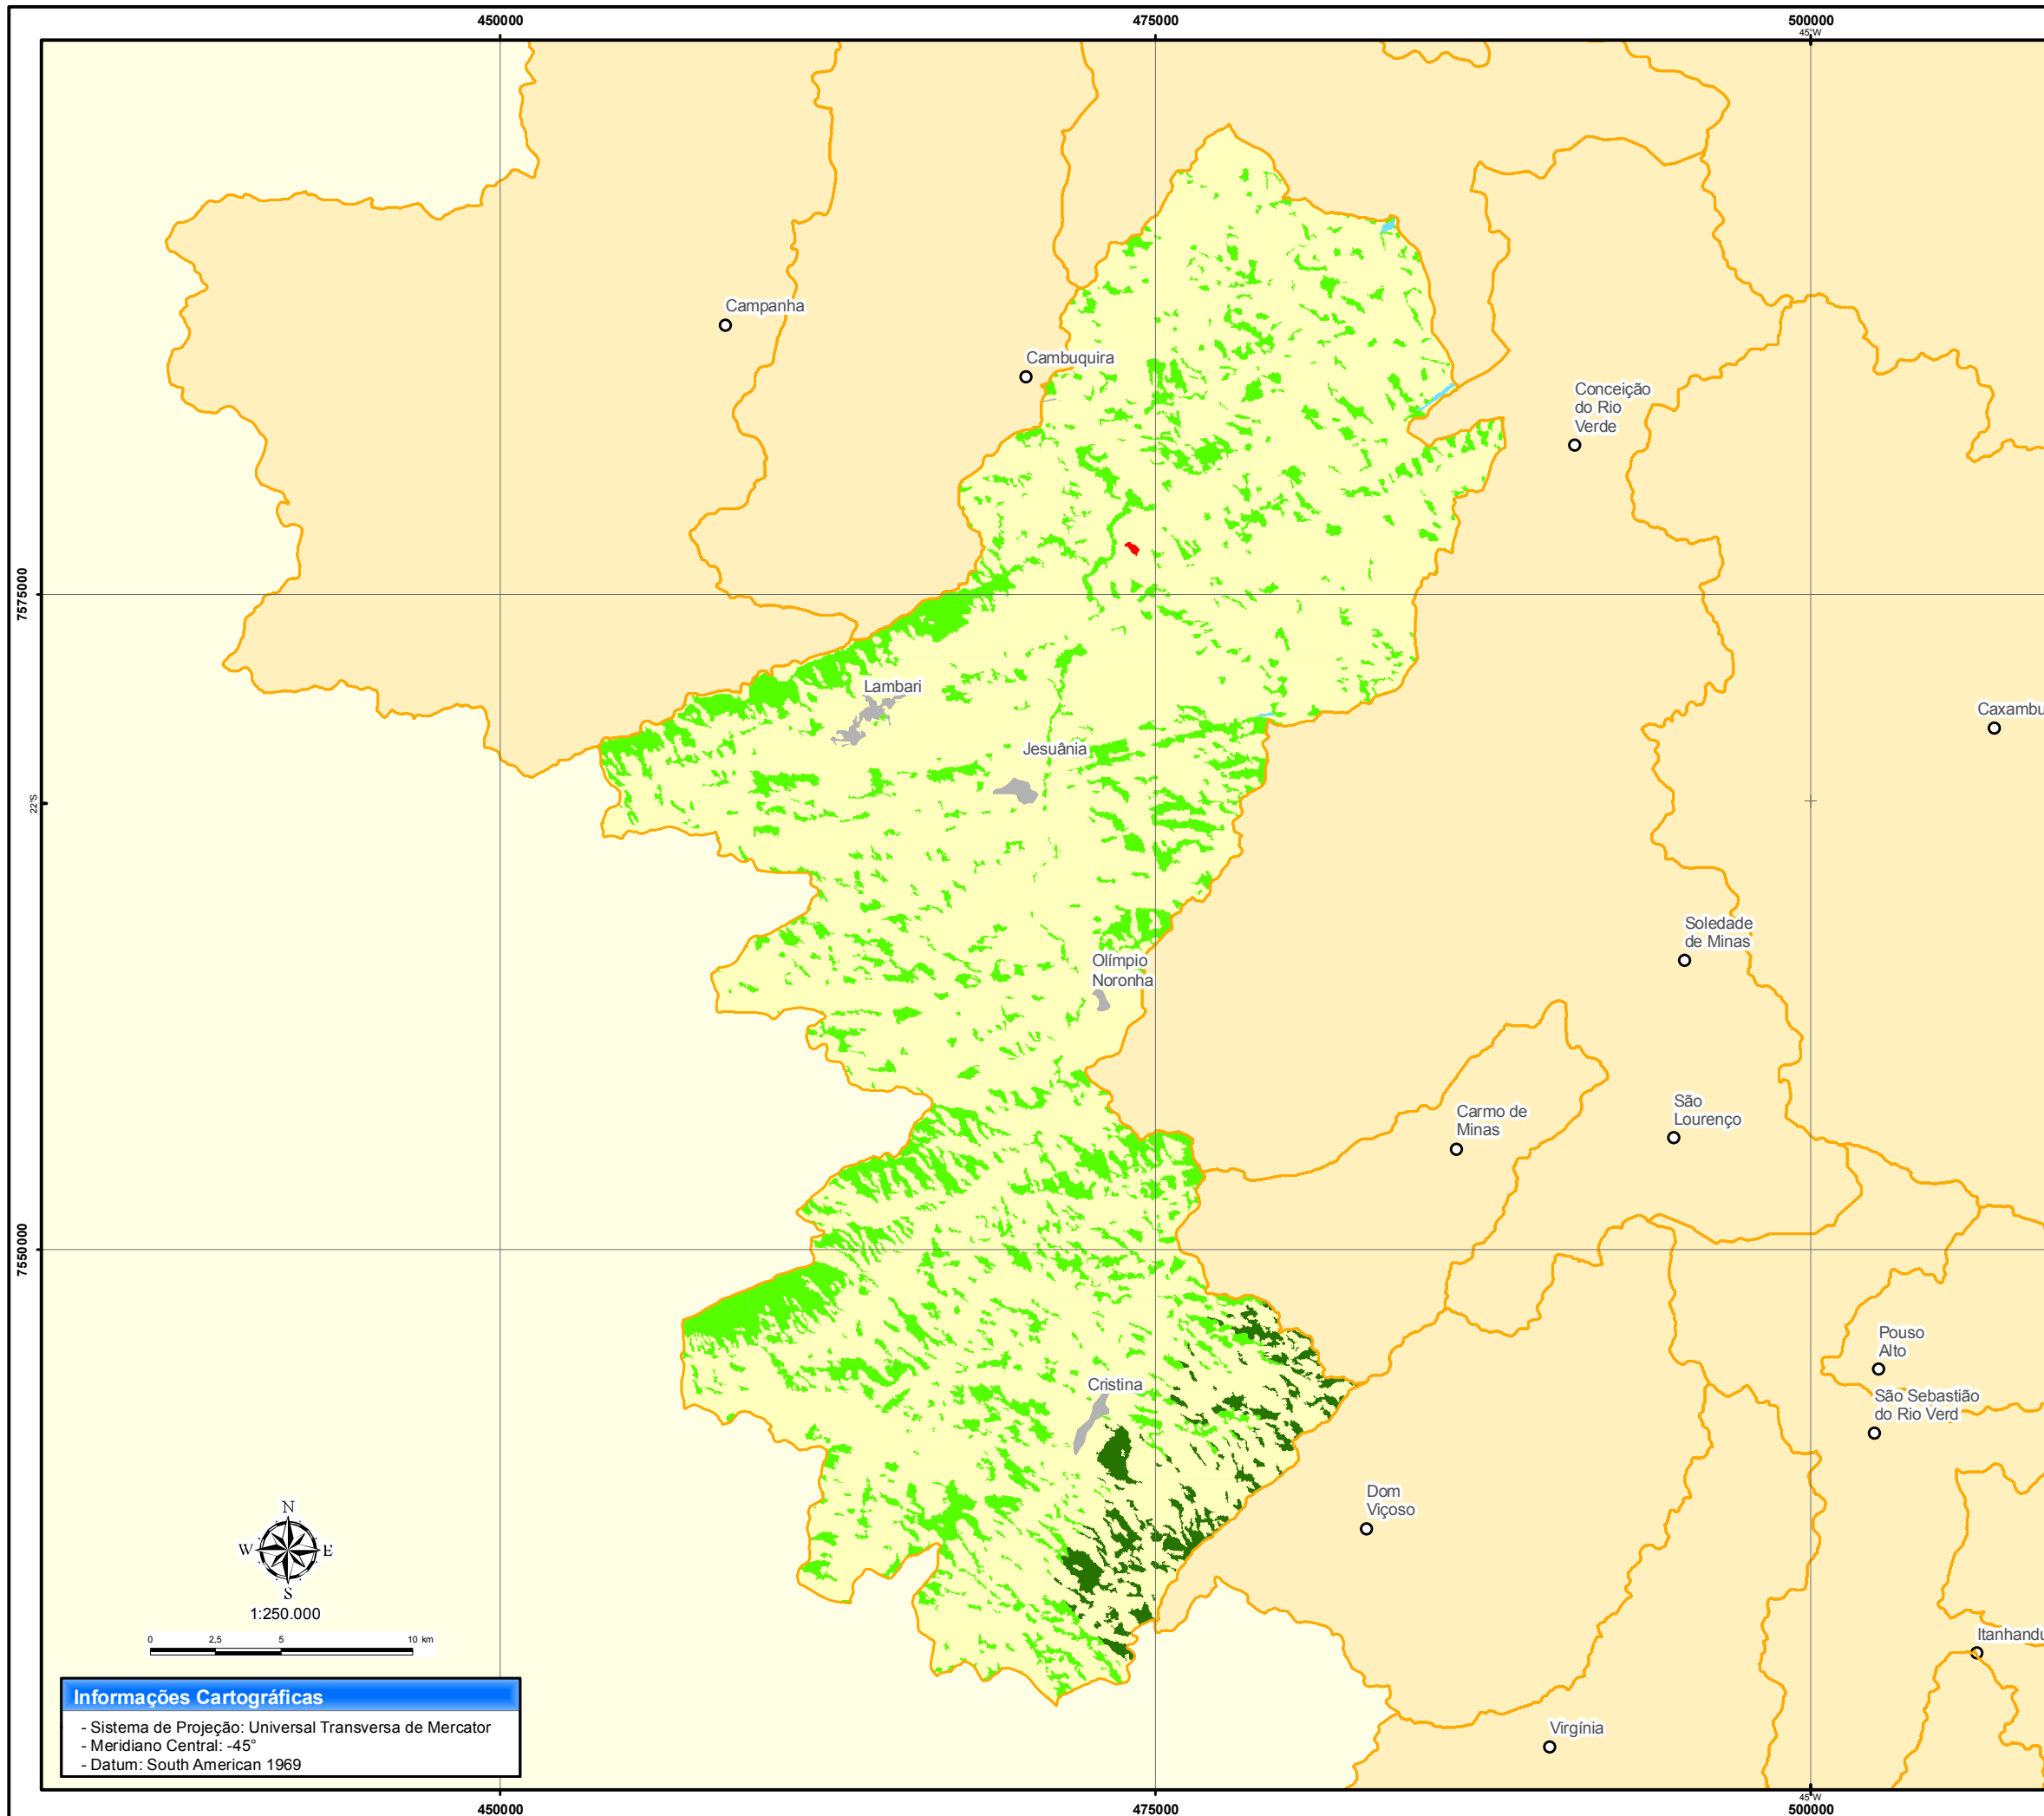 450000
475000
500000
45°W
Campanha
Cambuquira
Conceição
do Rio
Verde
7575000
Lambari
Caxambu
Jesuânia
22°S
Soledade
de Minas
Olímpio
Noronha
São
Lourenço
Carmo de
Minas
7550000
Pouso
Alto
Cristina
São Sebastião
do Rio Verd
Dom
Viçoso
N
W
E
S
1:250.000
0
2,5
5
10 km
Itanhandu
Informações Cartográficas
- Sistema de Projeção: Universal Transversa de Mercator
- Meridiano Central: -45°
- Datum: South American 1969
Virgínia
45°W
450000
475000
500000